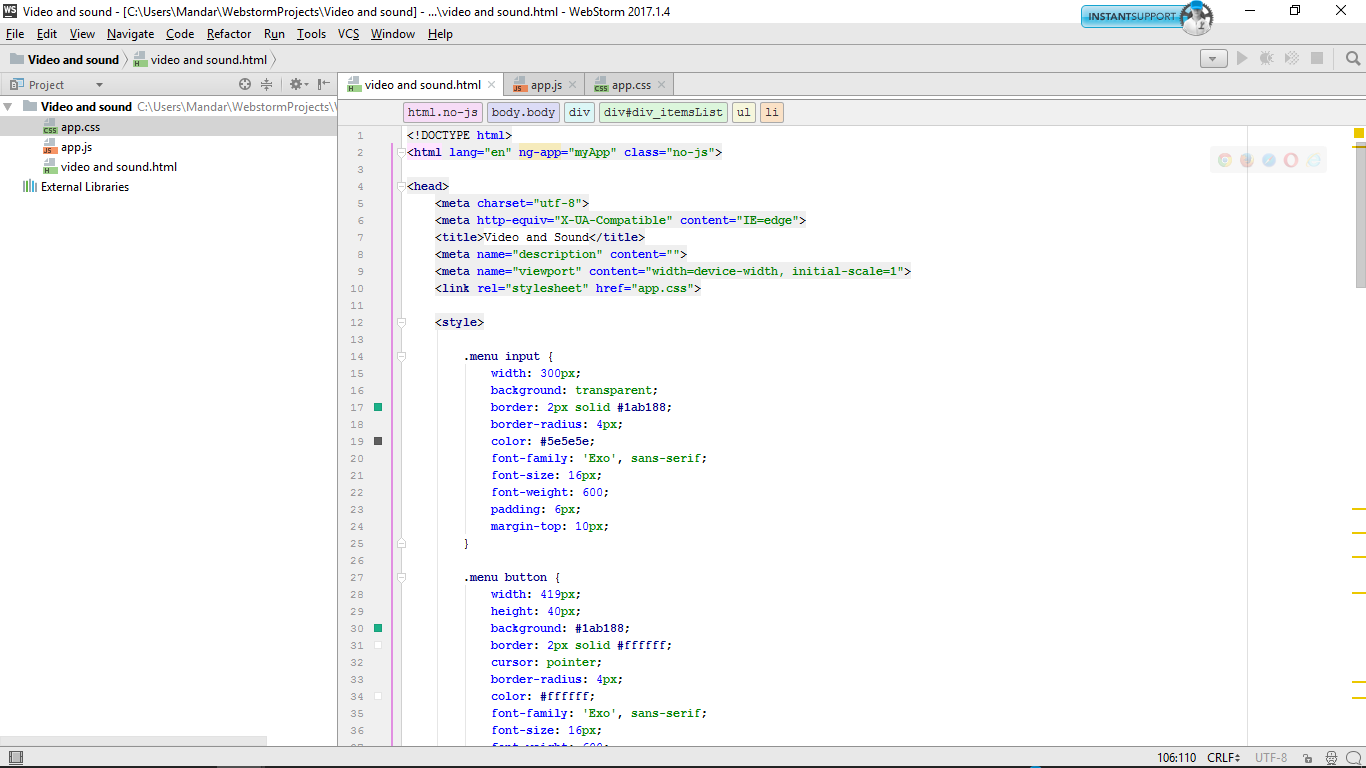 WS Video and sound - [C:\Users\Mandar\WebstormProjects\Video and sound] - ...\video and sound.html - WebStorm 2017.1.4
INSTANTSUPPORT
File Edit View Navigate Code Refactor Run Tools VCS Window Help
Video and sound video and sound.html
Project
video and sound.html app.js app.css
Video and sound C:\Users\Mandar\WebstormProjects\
app.css
app.js
video and sound.html
External Libraries
html.no-js body.body div div#div_itemsList ul li
1 <!DOCTYPE html>
2 <html lang="en" ng-app="myApp" class="no-js">
3
4 <head>
5 <meta charset="utf-8">
6 <meta http-equiv="X-UA-Compatible" content="IE=edge">
7 <title>Video and Sound</title>
8 <meta name="description" content="">
9 <meta name="viewport" content="width=device-width, initial-scale=1">
10 <link rel="stylesheet" href="app.css">
11
12 <style>
13
14 .menu input {
15 width: 300px;
16 background: transparent;
17 border: 2px solid #1ab188;
18 border-radius: 4px;
19 color: #5e5e5e;
20 font-family: 'Exo', sans-serif;
21 font-size: 16px;
22 font-weight: 600;
23 padding: 6px;
24 margin-top: 10px;
25 }
26
27 .menu button {
28 width: 419px;
29 height: 40px;
30 background: #1ab188;
31 border: 2px solid #ffffff;
32 cursor: pointer;
33 border-radius: 4px;
34 color: #ffffff;
35 font-family: 'Exo', sans-serif;
36 font-size: 16px;
106:110 CRLF UTF-8